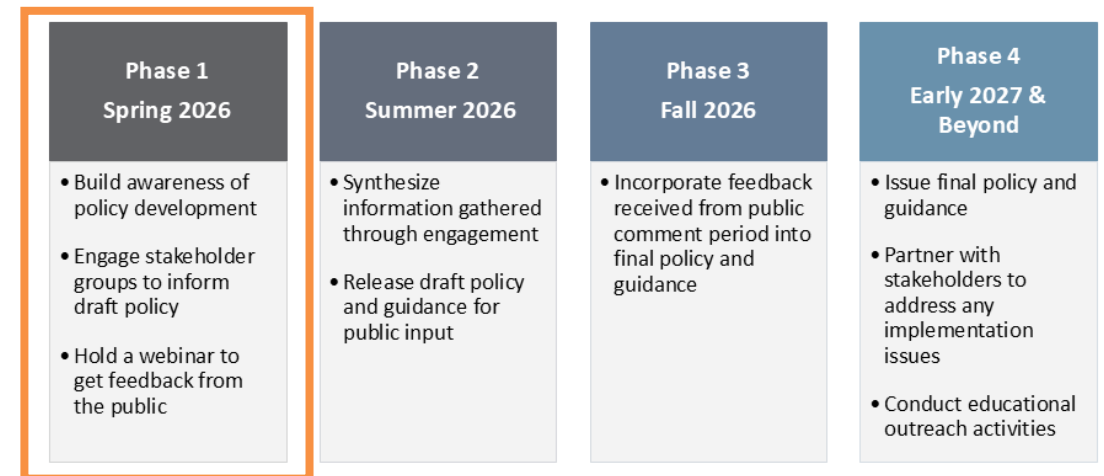 Phase 1
Spring 2026
• Build awareness of
policy development
• Engage stakeholder
groups to inform
draft policy
• Hold a webinar to
get feedback from
the public
Phase 2
Summer 2026
• Synthesize
information gathered
through engagement
• Release draft policy
and guidance for
public input
Phase 3
Fall 2026
• Incorporate feedback
received from public
comment period into
final policy and
guidance
Phase 4
Early 2027 &
Beyond
• Issue final policy and
guidance
• Partner with
stakeholders to
address any
implementation
issues
• Conduct educational
outreach activities